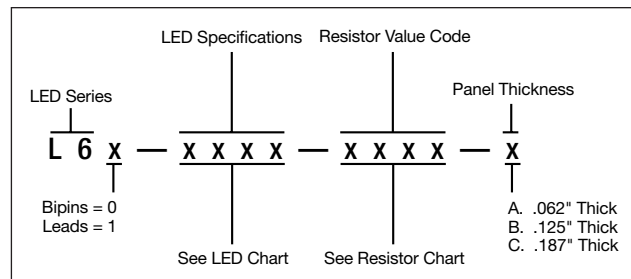 LED Specifications Resistor Value Code
LED Series Panel Thickness
L 6 x — x x x x — x x x x — x
Bipins = 0
Leads = 1
A. .062" Thick
B. .125" Thick
C. .187" Thick
See LED Chart See Resistor Chart